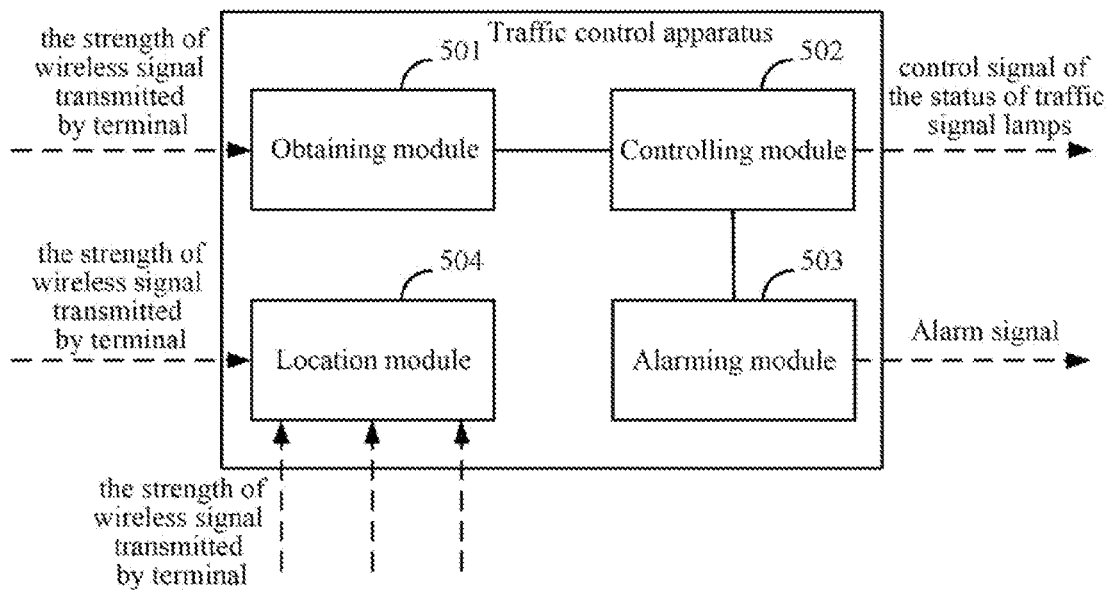 the strength of
wireless signal
transmitted
by terminal
Traffic control apparatus
501
502
control signal of
the status of traffic
signal lamps
Obtaining module
Controlling module
the strength of
wireless signal
transmitted
by terminal
504
503
Location module
Alarming module
Alarm signal
the strength of
wireless signal
transmitted
by terminal